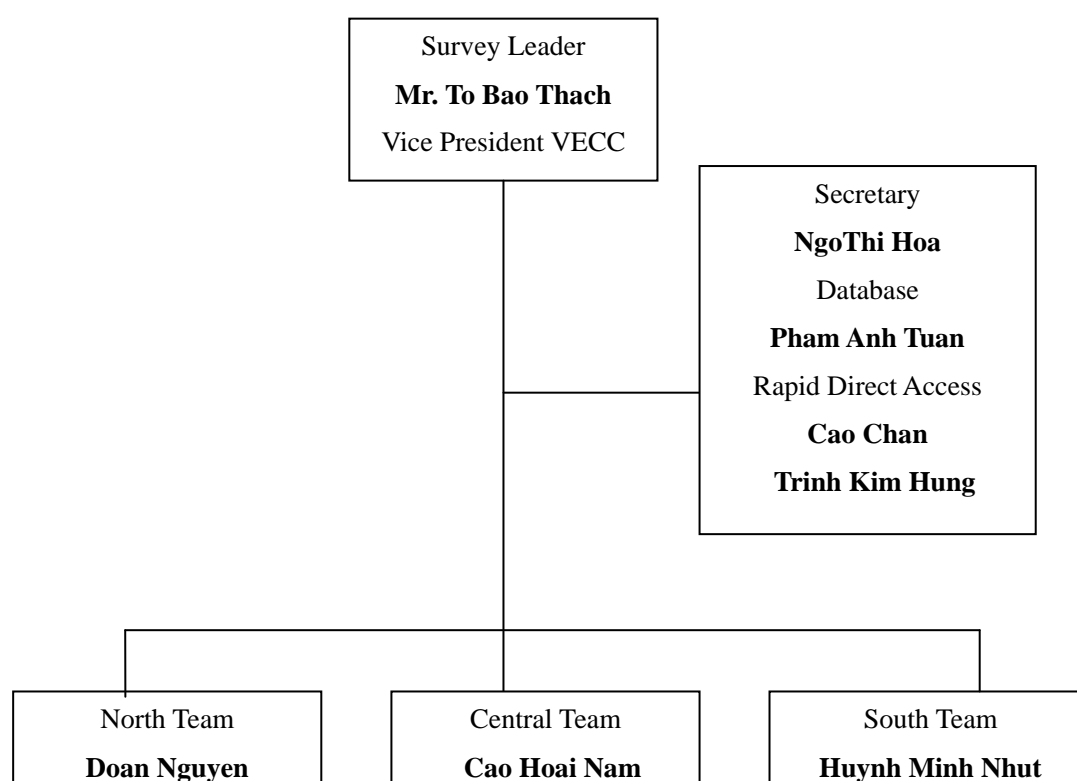 Survey Leader
Mr. To Bao Thach
Vice President VECC
Secretary
NgoThi Hoa
Database
Pham Anh Tuan
Rapid Direct Access
Cao Chan
Trinh Kim Hung
North Team
Doan Nguyen
Central Team
Cao Hoai Nam
South Team
Huynh Minh Nhut